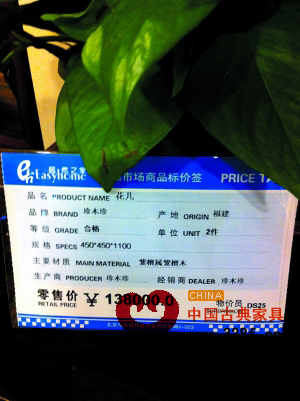 居然之家
Easyhome 市场商品标价签 PRICE TA
品 名 PRODUCT NAME 花儿
品 牌 BRAND 珍木珍 产 地 ORIGIN 福建
等 级 GRADE 合格 单 位 UNIT 2件
规 格 SPECS 450*450*1100
主 要 材 质 MAIN MATERIAL 紫檀属紫檀木
生 产 商 PRODUCER 珍木珍 经 销 商 DEALER 珍木珍
零售价 ¥ 138000.0 物价员 DS25
RETAIL PRICE
CHINA
中国古典家具